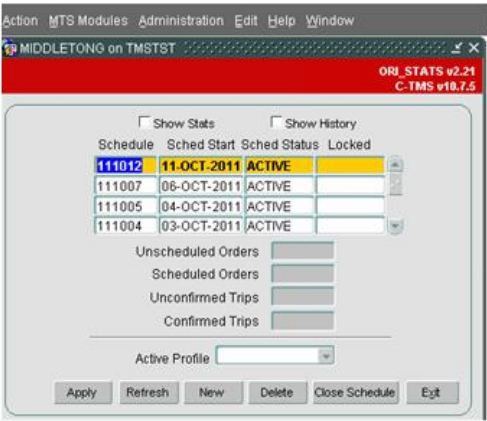 Action MTS Modules Administration Edit Help Window
MIDDLETONG on TMSTST
ORI_STATS v2.21
C-TMS v10.7.5
Show Stats Show History
Schedule Sched Start Sched Status Locked
111012 11-OCT-2011 ACTIVE
111007 06-OCT-2011 ACTIVE
111005 04-OCT-2011 ACTIVE
111004 03-OCT-2011 ACTIVE
Unscheduled Orders
Scheduled Orders
Unconfirmed Trips
Confirmed Trips
Active Profile
Apply Refresh New Delete Close Schedule Exit